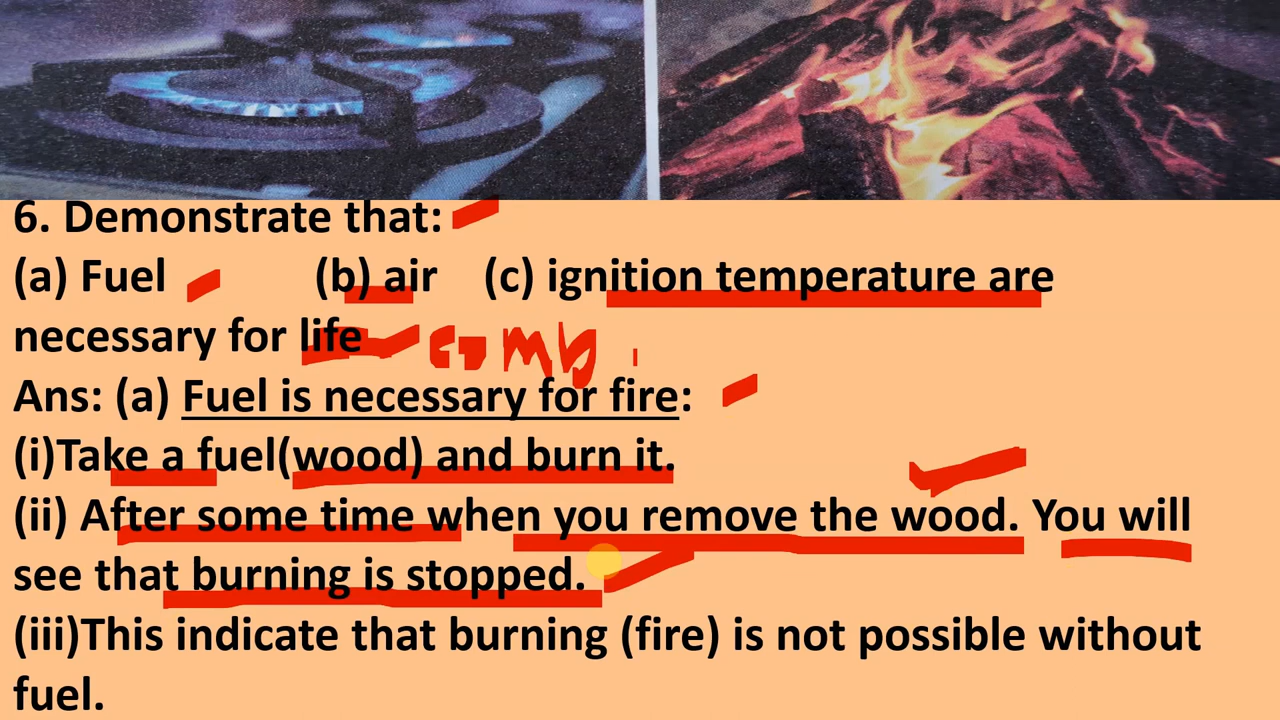 6. Demonstrate that:
(a) Fuel (b) air (c) ignition temperature are
necessary for life comb
Ans: (a) Fuel is necessary for fire:
(i)Take a fuel(wood) and burn it.
(ii) After some time when you remove the wood. You will
see that burning is stopped.
(iii)This indicate that burning (fire) is not possible without
fuel.